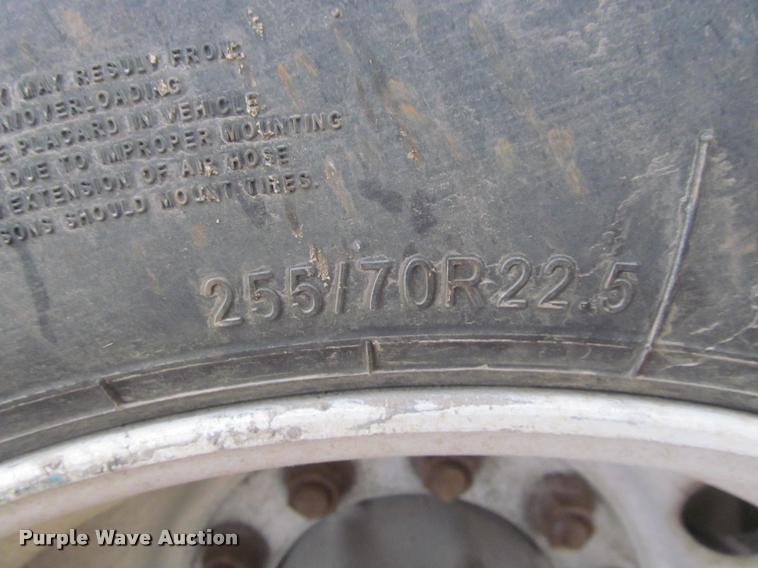 MAY RESULT FROM
/OVERLOADING
PLACARD IN VEHICLE.
DUE TO IMPROPER MOUNTING
EXTENSION OF AIR HOSE
SONS SHOULD MOUNT TIRES.
255/70R22.5
Purple Wave Auction